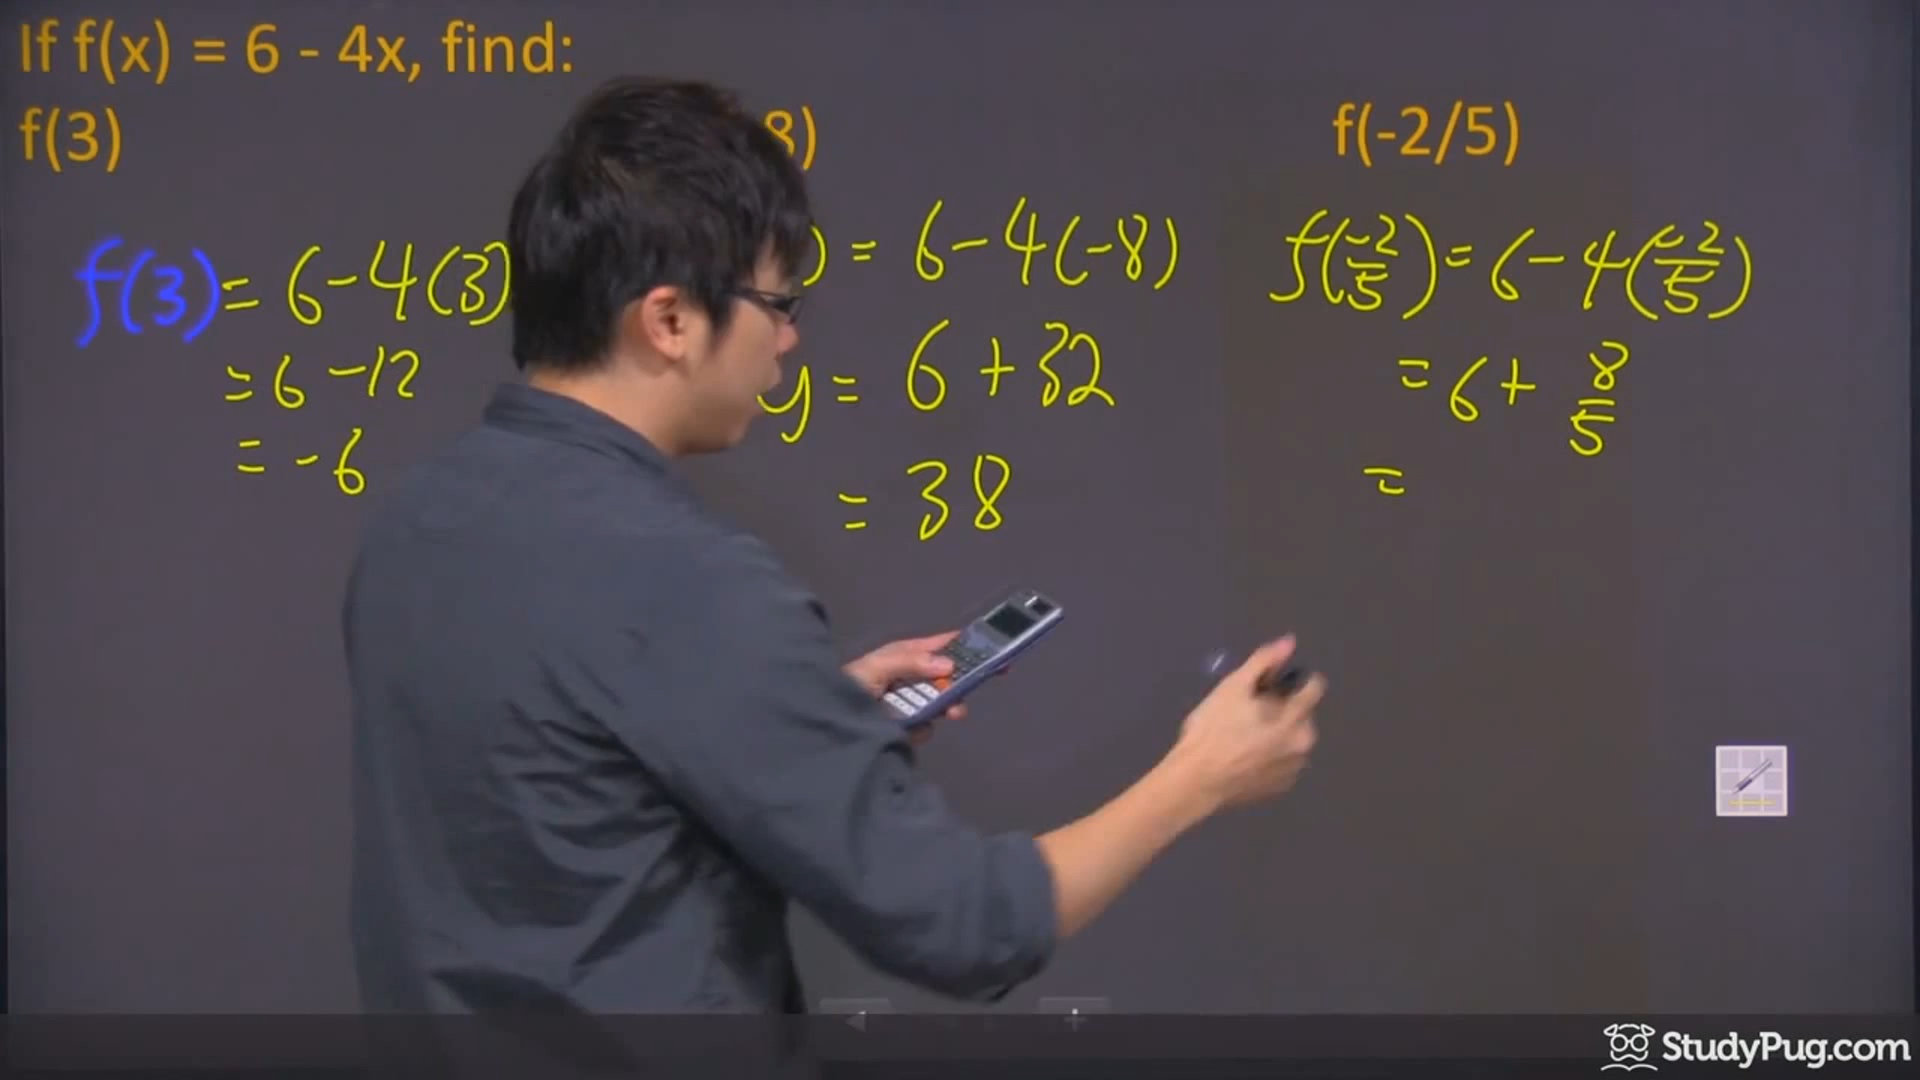 If f(x) = 6 - 4x, find:
f(3)
8)
f(-2/5)
f(3) = 6 - 4(3)
= 6 - 12
= -6
) = 6 - 4(-8)
y = 6 + 32
= 38
f(-2/5) = 6 - 4(-2/5)
= 6 + 8/5
=
StudyPug.com